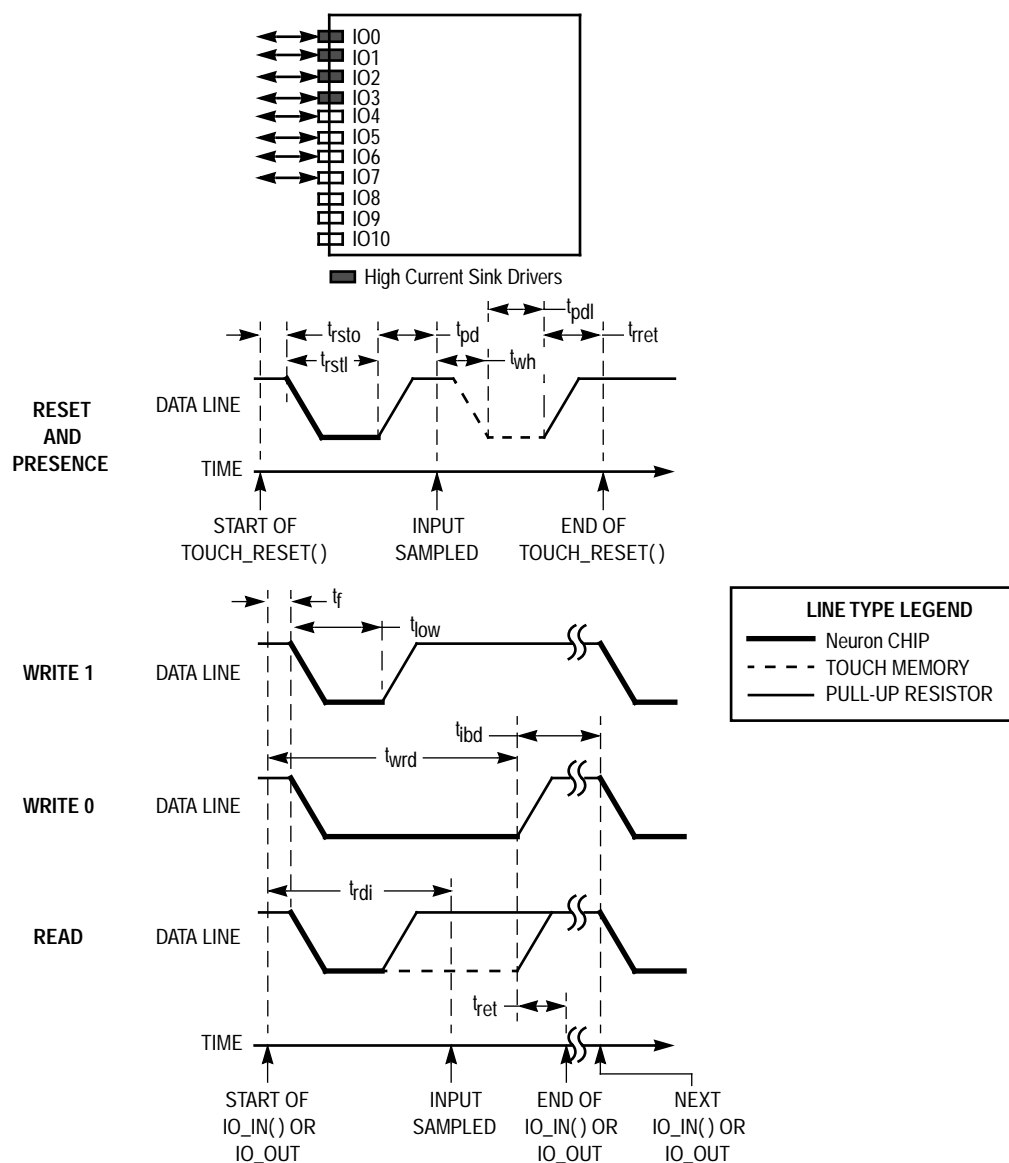 IO0
IO1
IO2
IO3
IO4
IO5
IO6
IO7
IO8
IO9
IO10
High Current Sink Drivers
trsto
tpd
tpdl
trret
trstl
twh
RESET
AND
PRESENCE
DATA LINE
TIME
START OF
TOUCH_RESET( )
INPUT
SAMPLED
END OF
TOUCH_RESET( )
tf
tlow
WRITE 1
DATA LINE
LINE TYPE LEGEND
Neuron CHIP
TOUCH MEMORY
PULL-UP RESISTOR
tibd
twrd
WRITE 0
DATA LINE
trdi
READ
DATA LINE
tret
TIME
START OF
IO_IN( ) OR
IO_OUT
INPUT
SAMPLED
END OF
IO_IN( ) OR
IO_OUT
NEXT
IO_IN( ) OR
IO_OUT